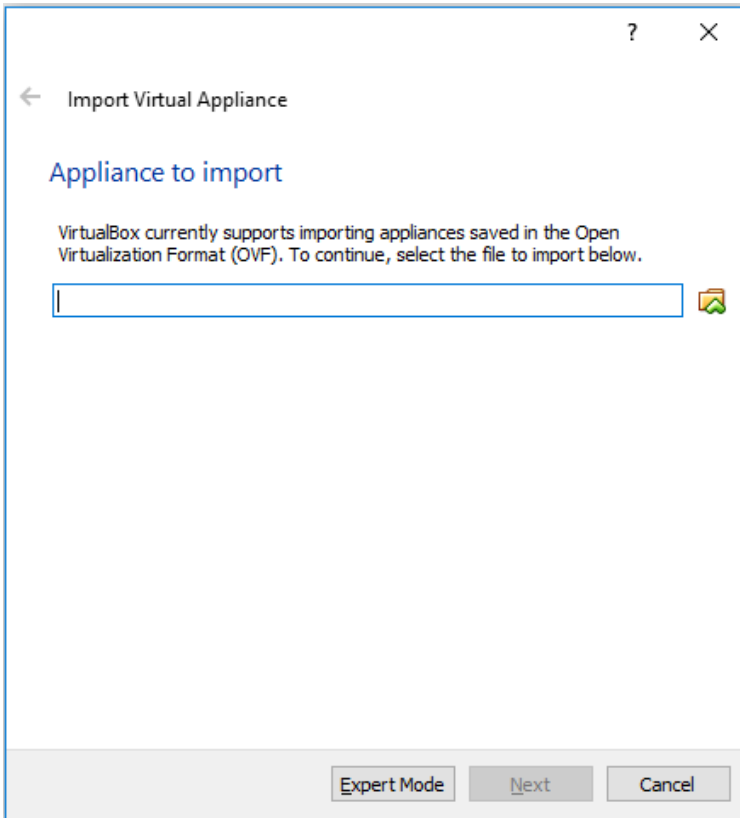 ?
Import Virtual Appliance
Appliance to import
VirtualBox currently supports importing appliances saved in the Open
Virtualization Format (OVF). To continue, select the file to import below.
Expert Mode
Next
Cancel